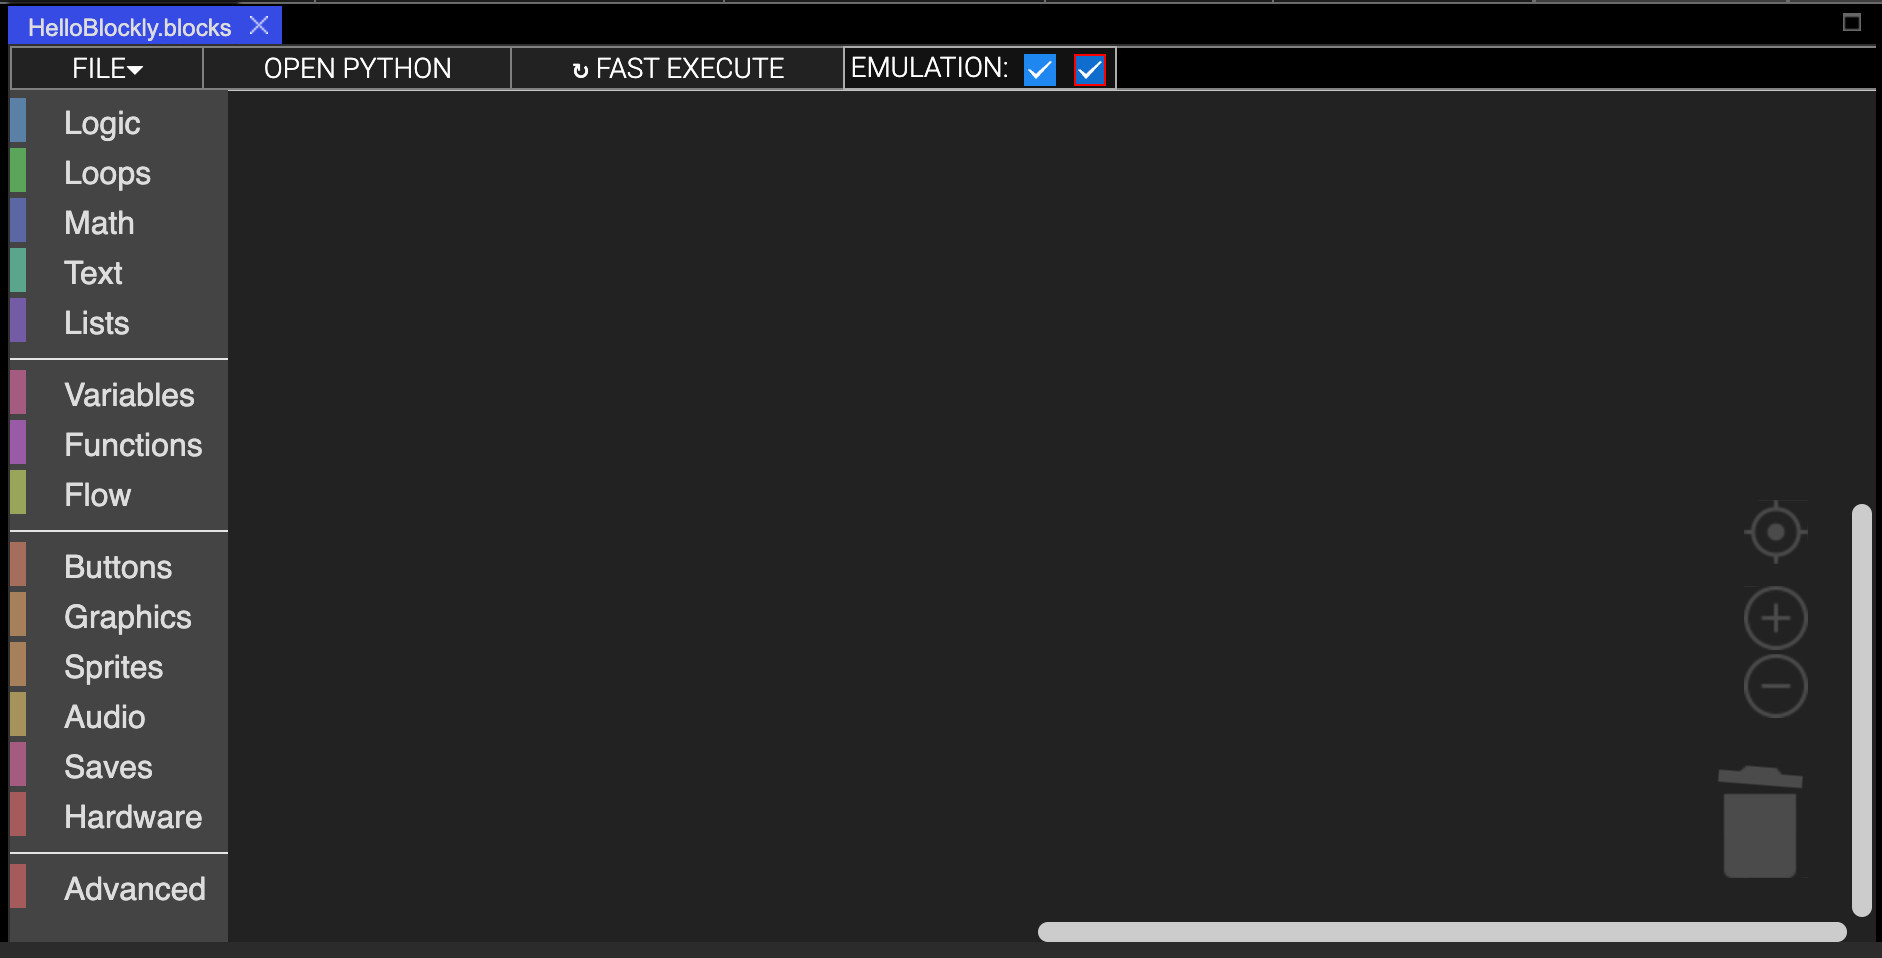 HelloBlockly.blocks
FILE OPEN PYTHON ↻ FAST EXECUTE EMULATION:
Logic
Loops
Math
Text
Lists
Variables
Functions
Flow
Buttons
Graphics
Sprites
Audio
Saves
Hardware
Advanced